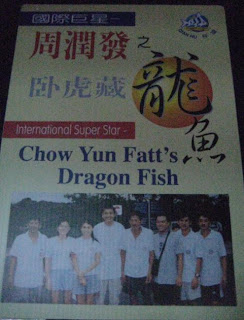 國際巨星-
周潤發之
卧虎藏
龍魚
International Super Star -
Chow Yun Fatt's
Dragon Fish